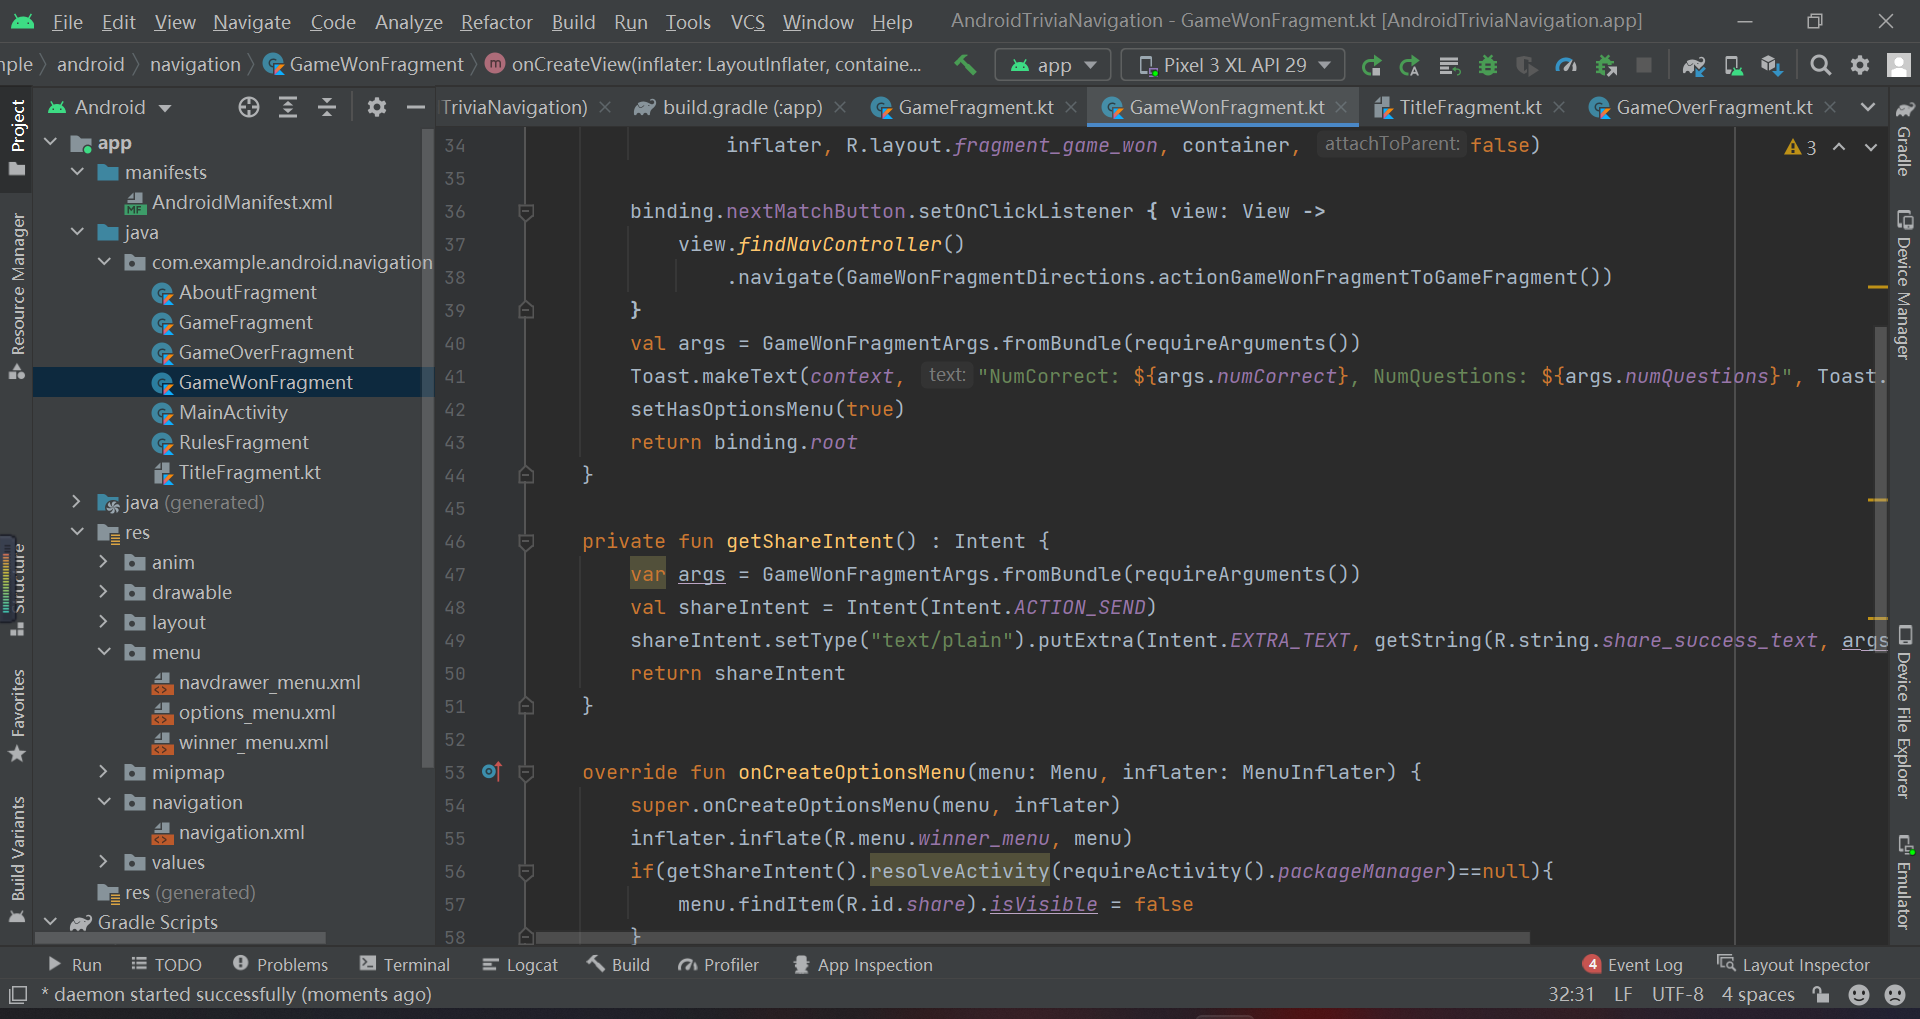 File Edit View Navigate Code Analyze Refactor Build Run Tools VCS Window Help AndroidTriviaNavigation - GameWonFragment.kt [AndroidTriviaNavigation.app]
nple android navigation GameWonFragment m onCreateView(inflater: LayoutInflater, containe... app Pixel 3 XL API 29
Android TriviaNavigation) build.gradle (:app) GameFragment.kt GameWonFragment.kt TitleFragment.kt GameOverFragment.kt
Project
Resource Manager
Structure
Favorites
Build Variants
app
manifests
AndroidManifest.xml
java
com.example.android.navigation
AboutFragment
GameFragment
GameOverFragment
GameWonFragment
MainActivity
RulesFragment
TitleFragment.kt
java (generated)
res
anim
drawable
layout
menu
navdrawer_menu.xml
options_menu.xml
winner_menu.xml
mipmap
navigation
navigation.xml
values
res (generated)
Gradle Scripts
34 inflater, R.layout.fragment_game_won, container, attachToParent: false)
35
36 binding.nextMatchButton.setOnClickListener { view: View ->
37 view.findNavController()
38 .navigate(GameWonFragmentDirections.actionGameWonFragmentToGameFragment())
39 }
40 val args = GameWonFragmentArgs.fromBundle(requireArguments())
41 Toast.makeText(context, text: "NumCorrect: ${args.numCorrect}, NumQuestions: ${args.numQuestions}", Toast.
42 setHasOptionsMenu(true)
43 return binding.root
44 }
45
46 private fun getShareIntent() : Intent {
47 var args = GameWonFragmentArgs.fromBundle(requireArguments())
48 val shareIntent = Intent(Intent.ACTION_SEND)
49 shareIntent.setType("text/plain").putExtra(Intent.EXTRA_TEXT, getString(R.string.share_success_text, args
50 return shareIntent
51 }
52
53 override fun onCreateOptionsMenu(menu: Menu, inflater: MenuInflater) {
54 super.onCreateOptionsMenu(menu, inflater)
55 inflater.inflate(R.menu.winner_menu, menu)
56 if(getShareIntent().resolveActivity(requireActivity().packageManager)==null){
57 menu.findItem(R.id.share).isVisible = false
58 }
3
Gradle
Device Manager
Device File Explorer
Emulator
Run TODO Problems Terminal Logcat Build Profiler App Inspection 4 Event Log Layout Inspector
* daemon started successfully (moments ago) 32:31 LF UTF-8 4 spaces